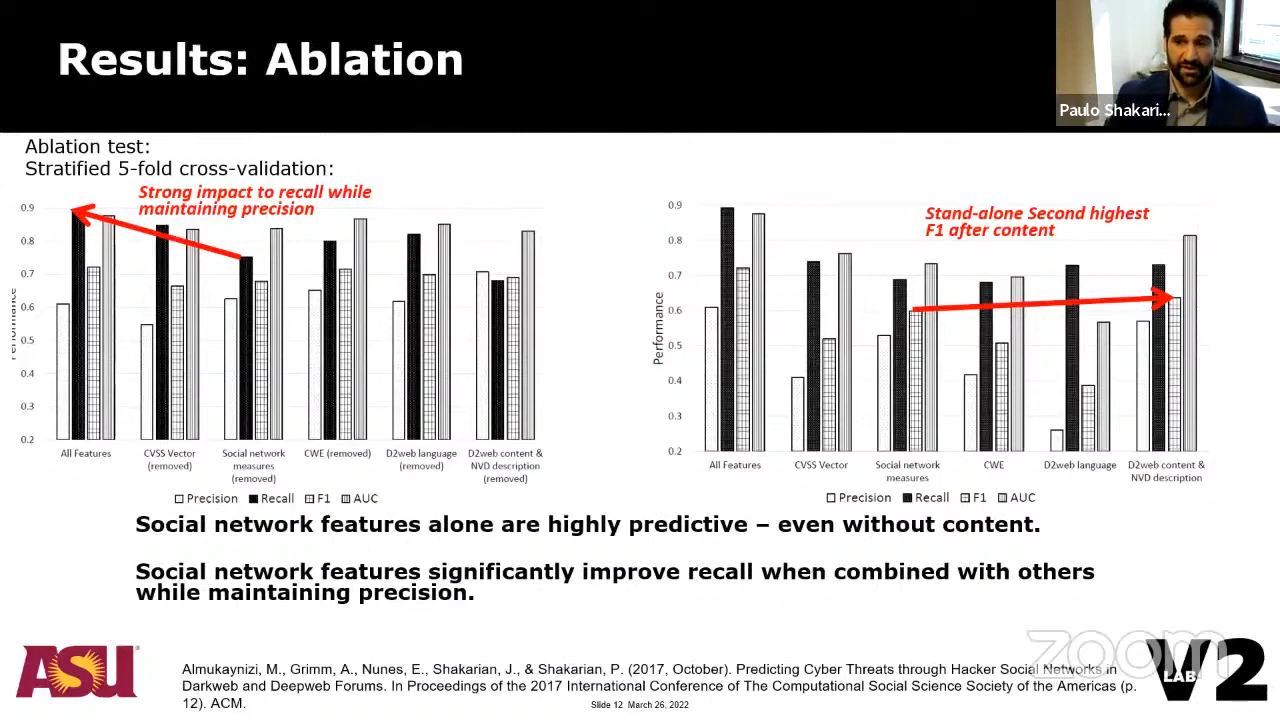 Results: Ablation
Paulo Shakari...
Ablation test:
Stratified 5-fold cross-validation:
Strong impact to recall while
maintaining precision
0.9
0.8
0.7
0.6
0.5
0.4
0.3
0.2
Performance
All Features
CVSS Vector
(removed)
Social network
measures
(removed)
CWE (removed)
D2web language
(removed)
D2web content &
NVD description
(removed)
Precision Recall F1 AUC
Stand-alone Second highest
F1 after content
0.9
0.8
0.7
0.6
0.5
0.4
0.3
0.2
Performance
All Features
CVSS Vector
Social network
measures
CWE
D2web language
D2web content &
NVD description
Precision Recall F1 AUC
Social network features alone are highly predictive – even without content.
Social network features significantly improve recall when combined with others
while maintaining precision.
ASU
Almukaynizi, M., Grimm, A., Nunes, E., Shakarian, J., & Shakarian, P. (2017, October). Predicting Cyber Threats through Hacker Social Networks in
Darkweb and Deepweb Forums. In Proceedings of the 2017 International Conference of The Computational Social Science Society of the Americas (p.
12). ACM.
Slide 12 March 26, 2022
zoom
V2
LAB